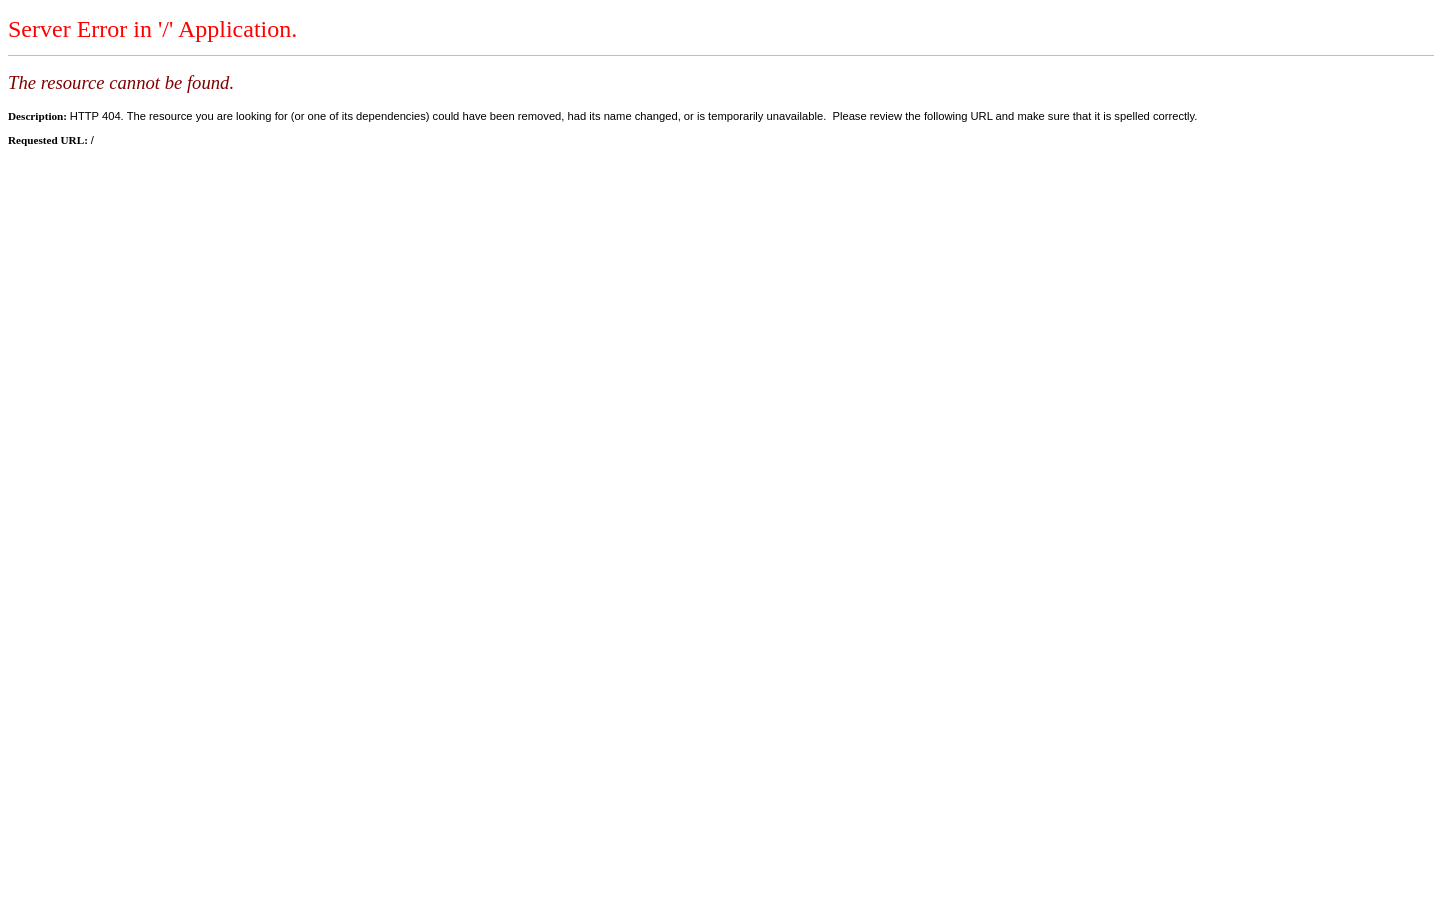 Server Error in '/' Application.
The resource cannot be found.
Description: HTTP 404. The resource you are looking for (or one of its dependencies) could have been removed, had its name changed, or is temporarily unavailable.  Please review the following URL and make sure that it is spelled correctly.
Requested URL: /